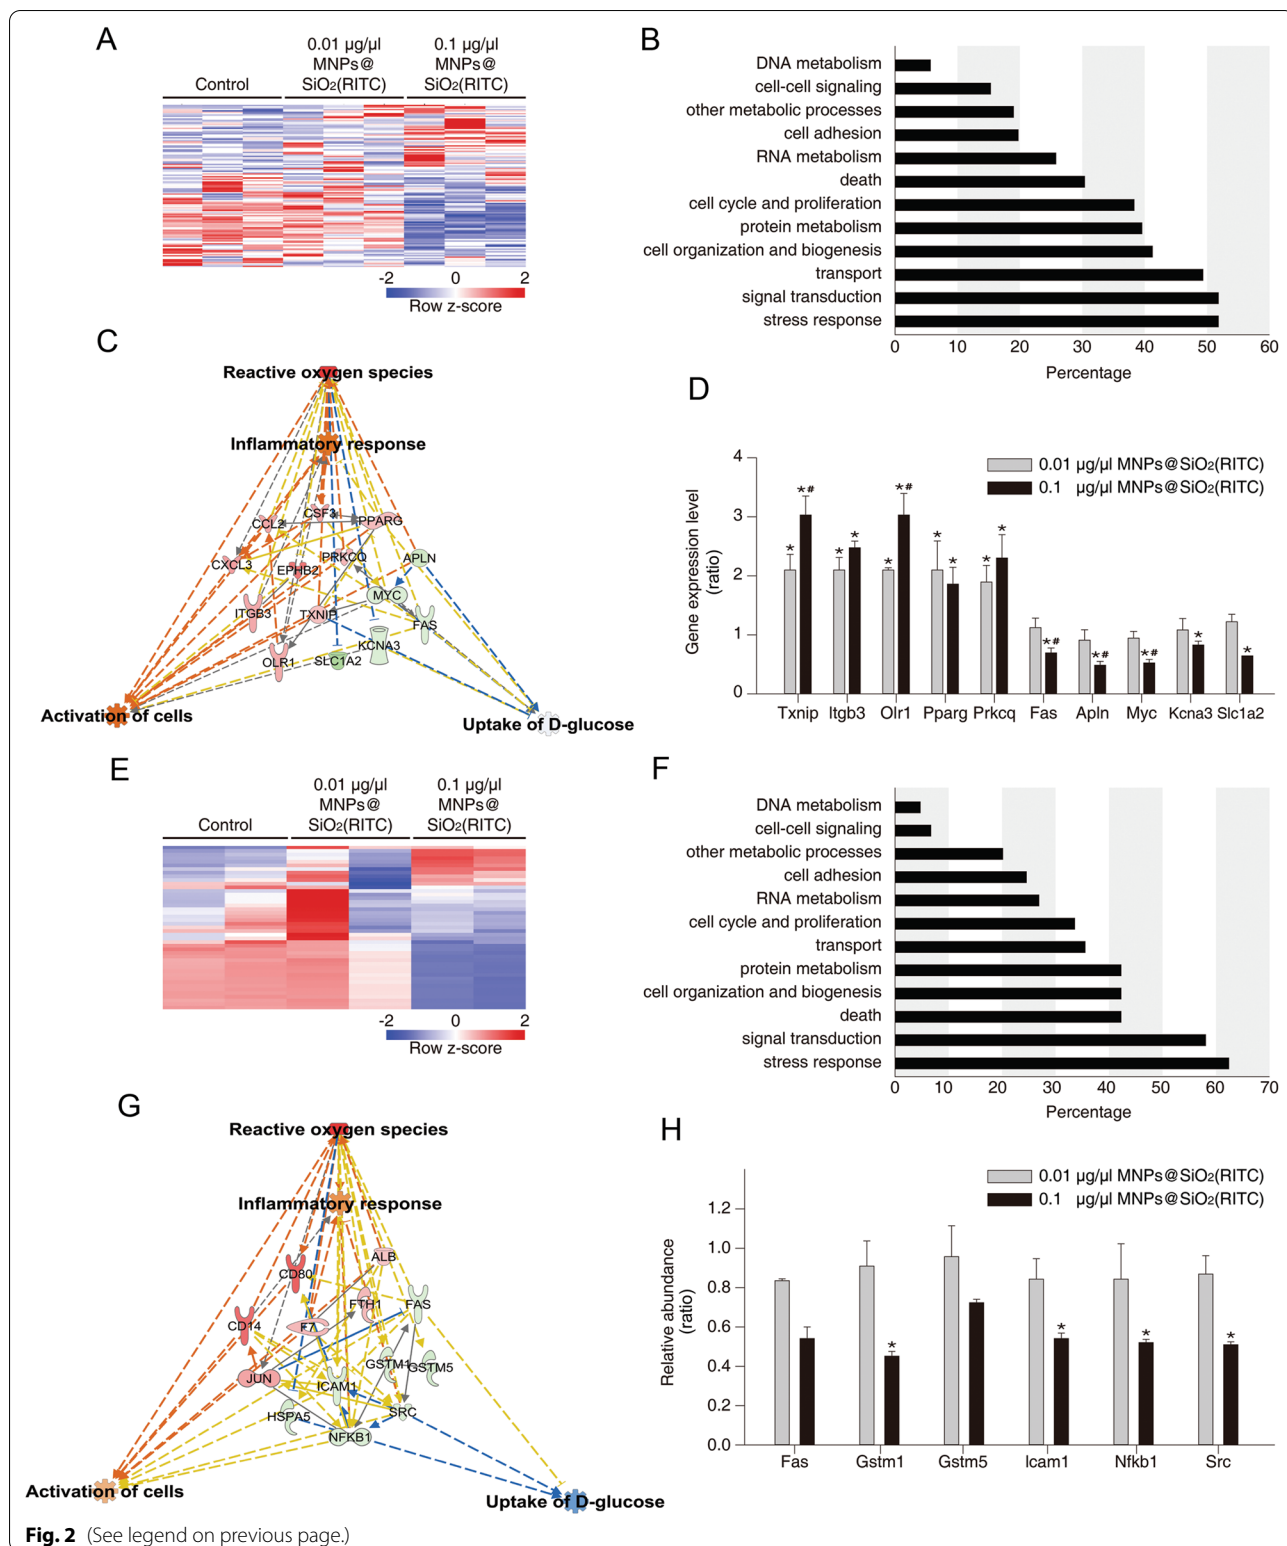 A
Control
0.01 µg/µl
MNPs@
SiO2(RITC)
0.1 µg/µl
MNPs@
SiO2(RITC)
-2 0 2
Row z-score
B
DNA metabolism
cell-cell signaling
other metabolic processes
cell adhesion
RNA metabolism
death
cell cycle and proliferation
protein metabolism
cell organization and biogenesis
transport
signal transduction
stress response
0 10 20 30 40 50 60
Percentage
C
Reactive oxygen species
Inflammatory response
CCL2
CSF3
PPARG
CXCL3
EPHB2
PRKCQ
APLN
MYC
ITGB3
TXNIP
FAS
OLR1
SLC1A2
KCNA3
Activation of cells
Uptake of D-glucose
D
Gene expression level
(ratio)
4
3
2
1
0
0.01 µg/µl MNPs@SiO2(RITC)
0.1 µg/µl MNPs@SiO2(RITC)
* *# * * * *# * * * * *# *# *# * *
Txnip Itgb3 Olr1 Pparg Prkcq Fas Apln Myc Kcna3 Slc1a2
E
Control
0.01 µg/µl
MNPs@
SiO2(RITC)
0.1 µg/µl
MNPs@
SiO2(RITC)
-2 0 2
Row z-score
F
DNA metabolism
cell-cell signaling
other metabolic processes
cell adhesion
RNA metabolism
cell cycle and proliferation
transport
protein metabolism
cell organization and biogenesis
death
signal transduction
stress response
0 10 20 30 40 50 60 70
Percentage
G
Reactive oxygen species
Inflammatory response
ALB
CD80
FTH1
FAS
CD14
F7
GSTM1
GSTM5
JUN
ICAM1
HSPA5
SRC
NFKB1
Activation of cells
Uptake of D-glucose
H
Relative abundance
(ratio)
1.2
1.0
0.8
0.6
0.4
0.2
0.0
0.01 µg/µl MNPs@SiO2(RITC)
0.1 µg/µl MNPs@SiO2(RITC)
* * * *
Fas Gstm1 Gstm5 Icam1 Nfkb1 Src
Fig. 2 (See legend on previous page.)